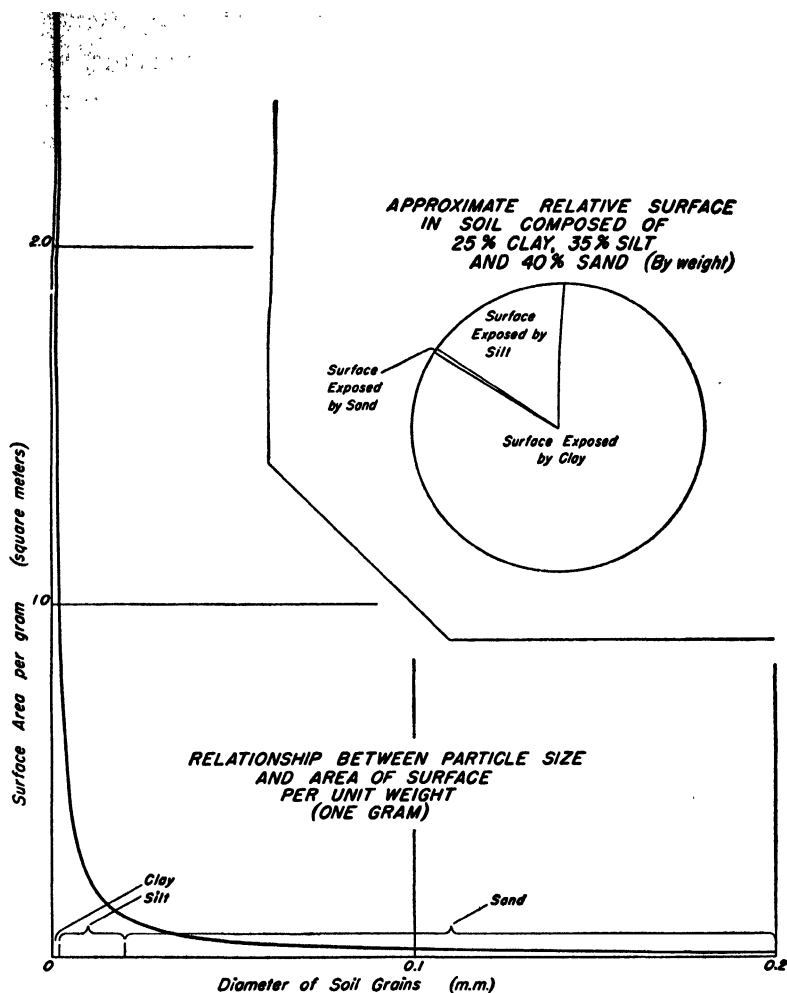 APPROXIMATE RELATIVE SURFACE
IN SOIL COMPOSED OF
25% CLAY, 35% SILT
AND 40% SAND (By weight)
2.0
Surface
Exposed by
Silt
Surface
Exposed
by Sand
Surface Exposed
by Clay
Surface Area per gram (square meters)
1.0
RELATIONSHIP BETWEEN PARTICLE SIZE
AND AREA OF SURFACE
PER UNIT WEIGHT
(ONE GRAM)
Clay
Silt
Sand
0
0.1
0.2
Diameter of Soil Grains (m.m.)